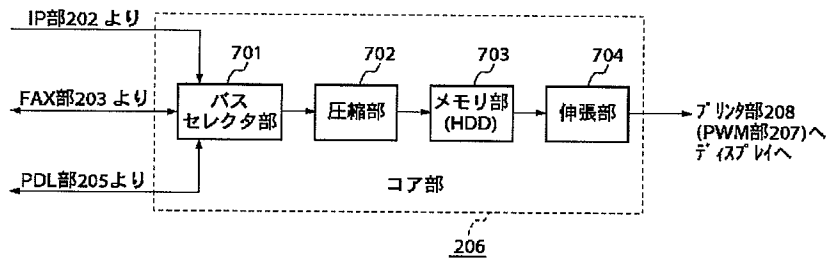 IP部202 より
701
702
703
704
FAX部203 より
バス
セレクタ部
圧縮部
メモリ部
(HDD)
伸張部
プリンタ部208
(PWM部207)へ
ディスプレイへ
PDL部205より
コア部
206